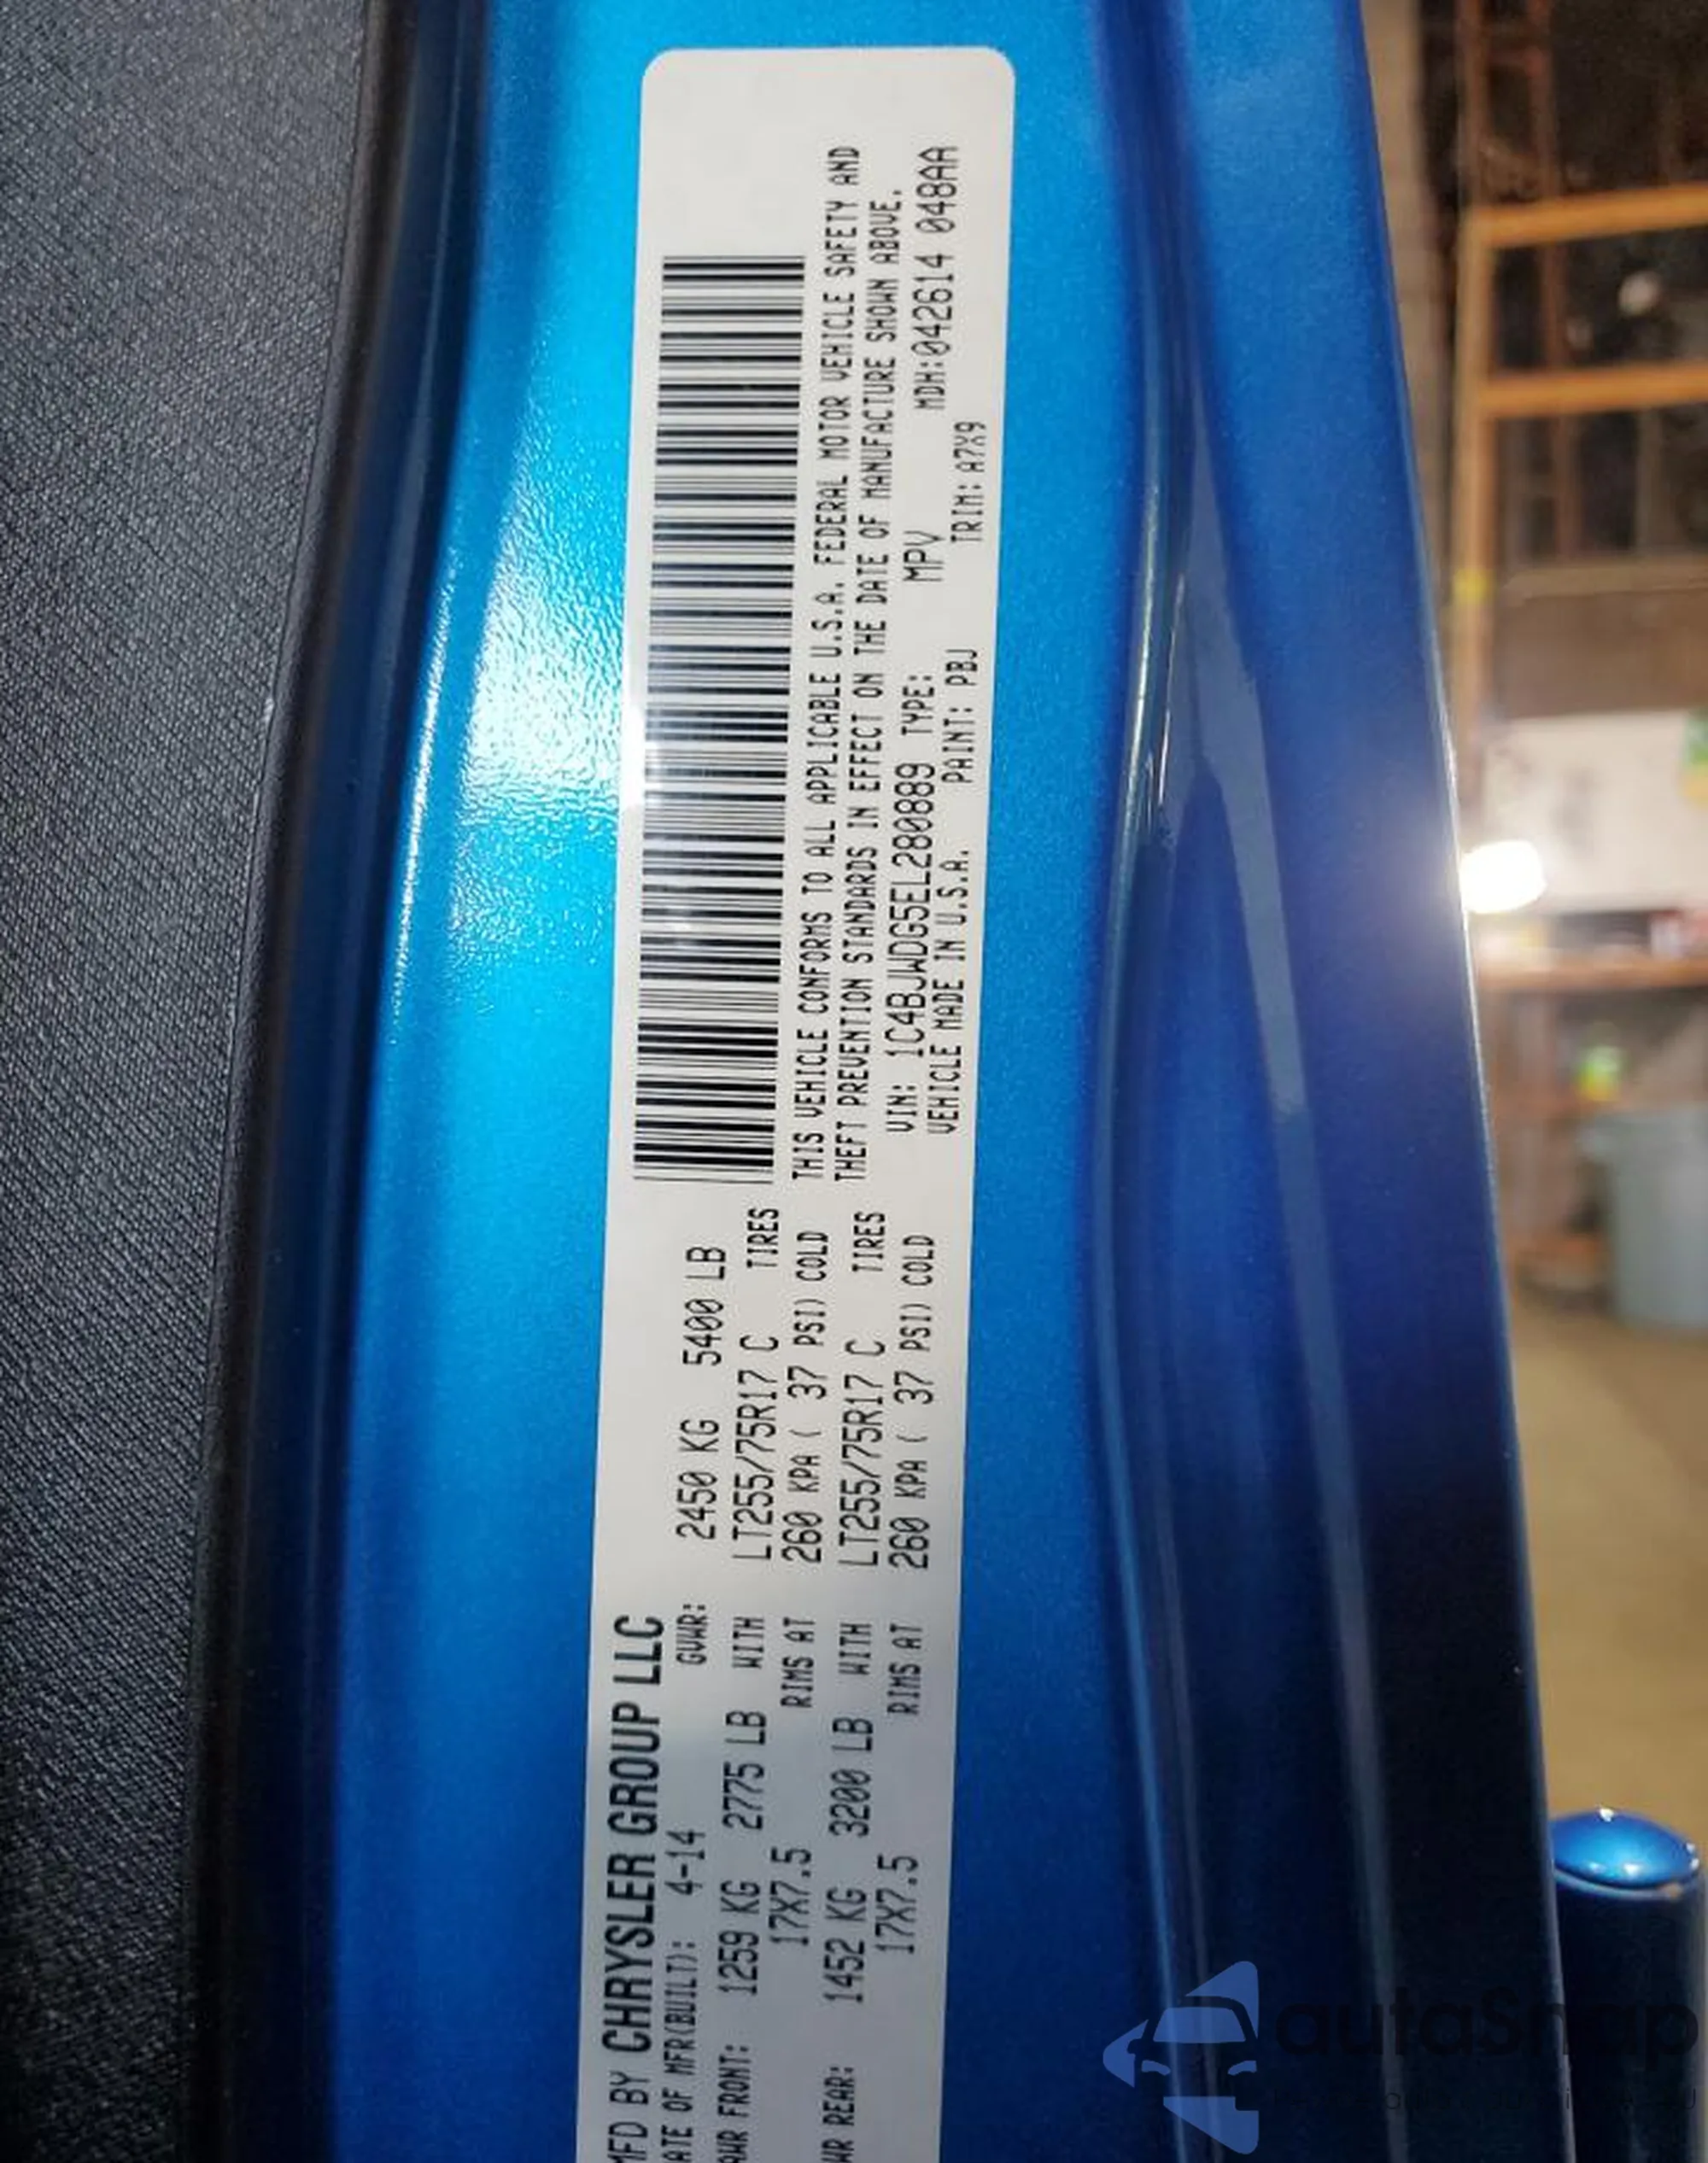 MFD BY CHRYSLER GROUP LLC
ATE OF MFR(BUILT): 4-14 GVWR: 2450 KG 5400 LB
AWR FRONT: 1259 KG 2775 LB WITH LT255/75R17 C TIRES
17X7.5 RIMS AT 260 KPA ( 37 PSI) COLD
WR REAR: 1452 KG 3200 LB WITH LT255/75R17 C TIRES
17X7.5 RIMS AT 260 KPA ( 37 PSI) COLD
THIS VEHICLE CONFORMS TO ALL APPLICABLE U.S.A. FEDERAL MOTOR VEHICLE SAFETY AND
THEFT PREVENTION STANDARDS IN EFFECT ON THE DATE OF MANUFACTURE SHOWN ABOVE.
VIN: 1C4BJWDG5EL280889 TYPE: MPV MDH:042614 048AA
VEHICLE MADE IN U.S.A. PAINT: PBJ TRIM: A7X9
autaSnap